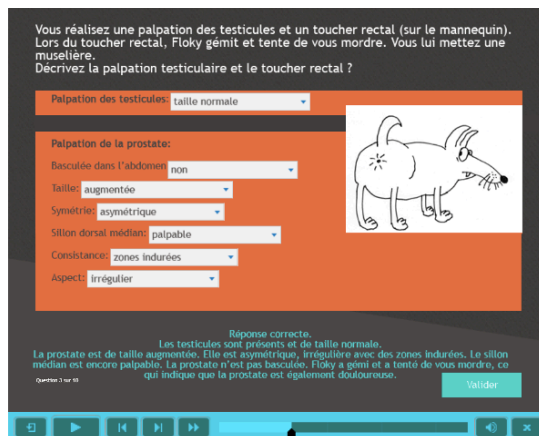 Vous réalisez une palpation des testicules et un toucher rectal (sur le mannequin).
Lors du toucher rectal, Floky gémit et tente de vous mordre. Vous lui mettez une
muselière.
Décrivez la palpation testiculaire et le toucher rectal ?
Palpation des testicules: taille normale
Palpation de la prostate:
Basculée dans l'abdomen non
Taille: augmentée
Symétrie: asymétrique
Sillon dorsal médian: palpable
Consistance: zones indurées
Aspect: irrégulier
Réponse correcte.
Les testicules sont présents et de taille normale.
La prostate est de taille augmentée. Elle est asymétrique, irrégulière avec des zones indurées. Le sillon
médian est encore palpable. La prostate n'est pas basculée. Floky a gémi et a tenté de vous mordre, ce
qui indique que la prostate est également douloureuse.
Question 3 sur 18
Valider